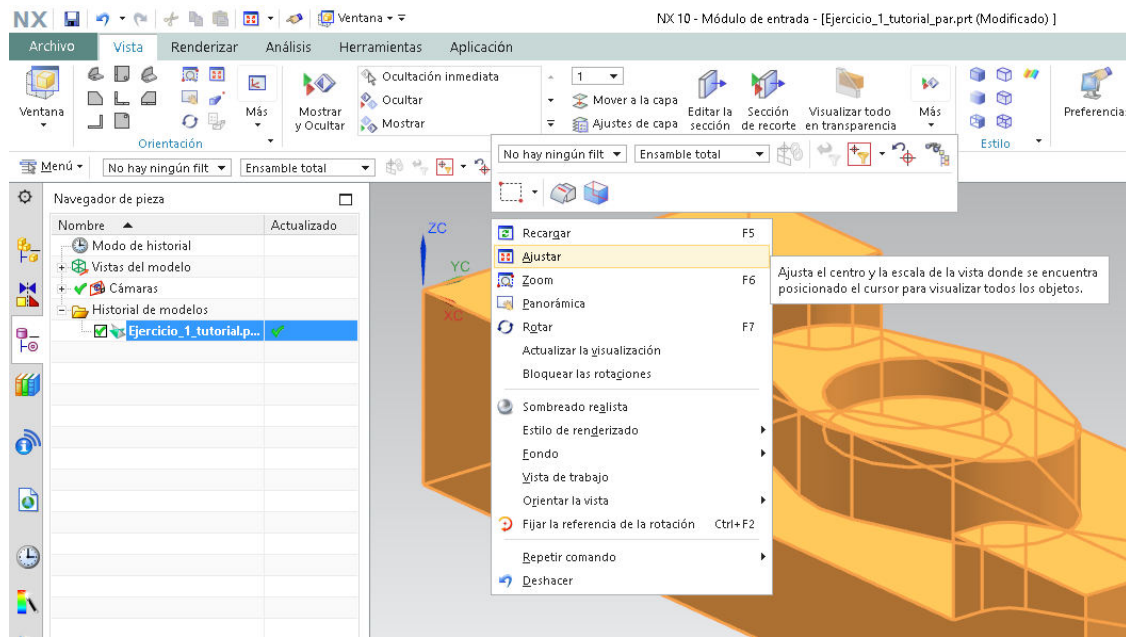 NX Ventana NX 10 - Módulo de entrada - [Ejercicio_1_tutorial_par.prt (Modificado) ]
Archivo Vista Renderizar Análisis Herramientas Aplicación
Ventana
Orientación
Más
Mostrar y Ocultar
Ocultación inmediata
Ocultar
Mostrar
1
Mover a la capa
Ajustes de capa
Editar la sección
Sección de recorte
Visualizar todo en transparencia
Más
Estilo
Preferencias
Menú No hay ningún filt Ensamble total
No hay ningún filt Ensamble total
Navegador de pieza
Nombre Actualizado
Modo de historial
Vistas del modelo
Cámaras
Historial de modelos
Ejercicio_1_tutorial.p...
ZC
YC
XC
Recargar F5
Ajustar
Zoom F6
Panorámica
Rotar F7
Actualizar la visualización
Bloquear las rotaciones
Sombreado realista
Estilo de renderizado
Fondo
Vista de trabajo
Orientar la vista
Fijar la referencia de la rotación Ctrl+F2
Repetir comando
Deshacer
Ajusta el centro y la escala de la vista donde se encuentra
posicionado el cursor para visualizar todos los objetos.